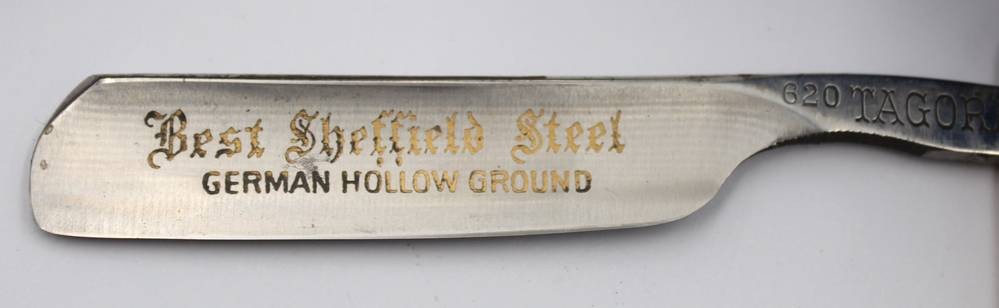 Best Sheffield Steel
GERMAN HOLLOW GROUND
620 TAGOR